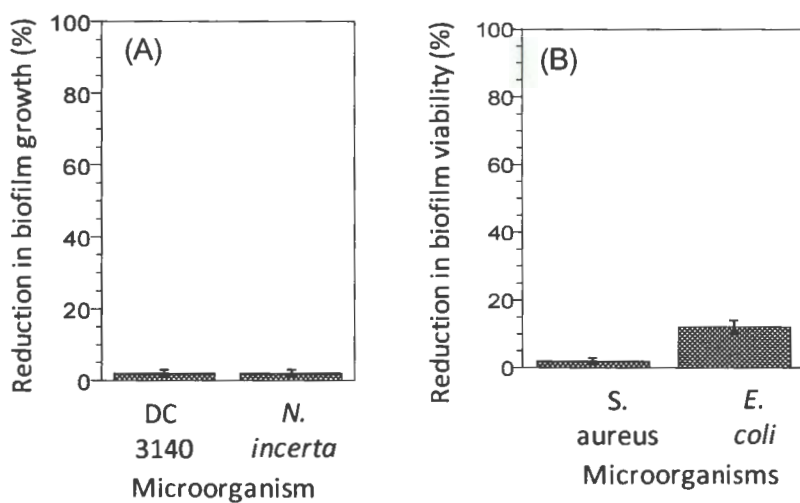 (A)
Reduction in biofilm growth (%)
100
80
60
40
20
0
DC
3140
N.
incerta
Microorganism
(B)
Reduction in biofilm viability (%)
100
80
60
40
20
0
S.
aureus
E.
coli
Microorganisms